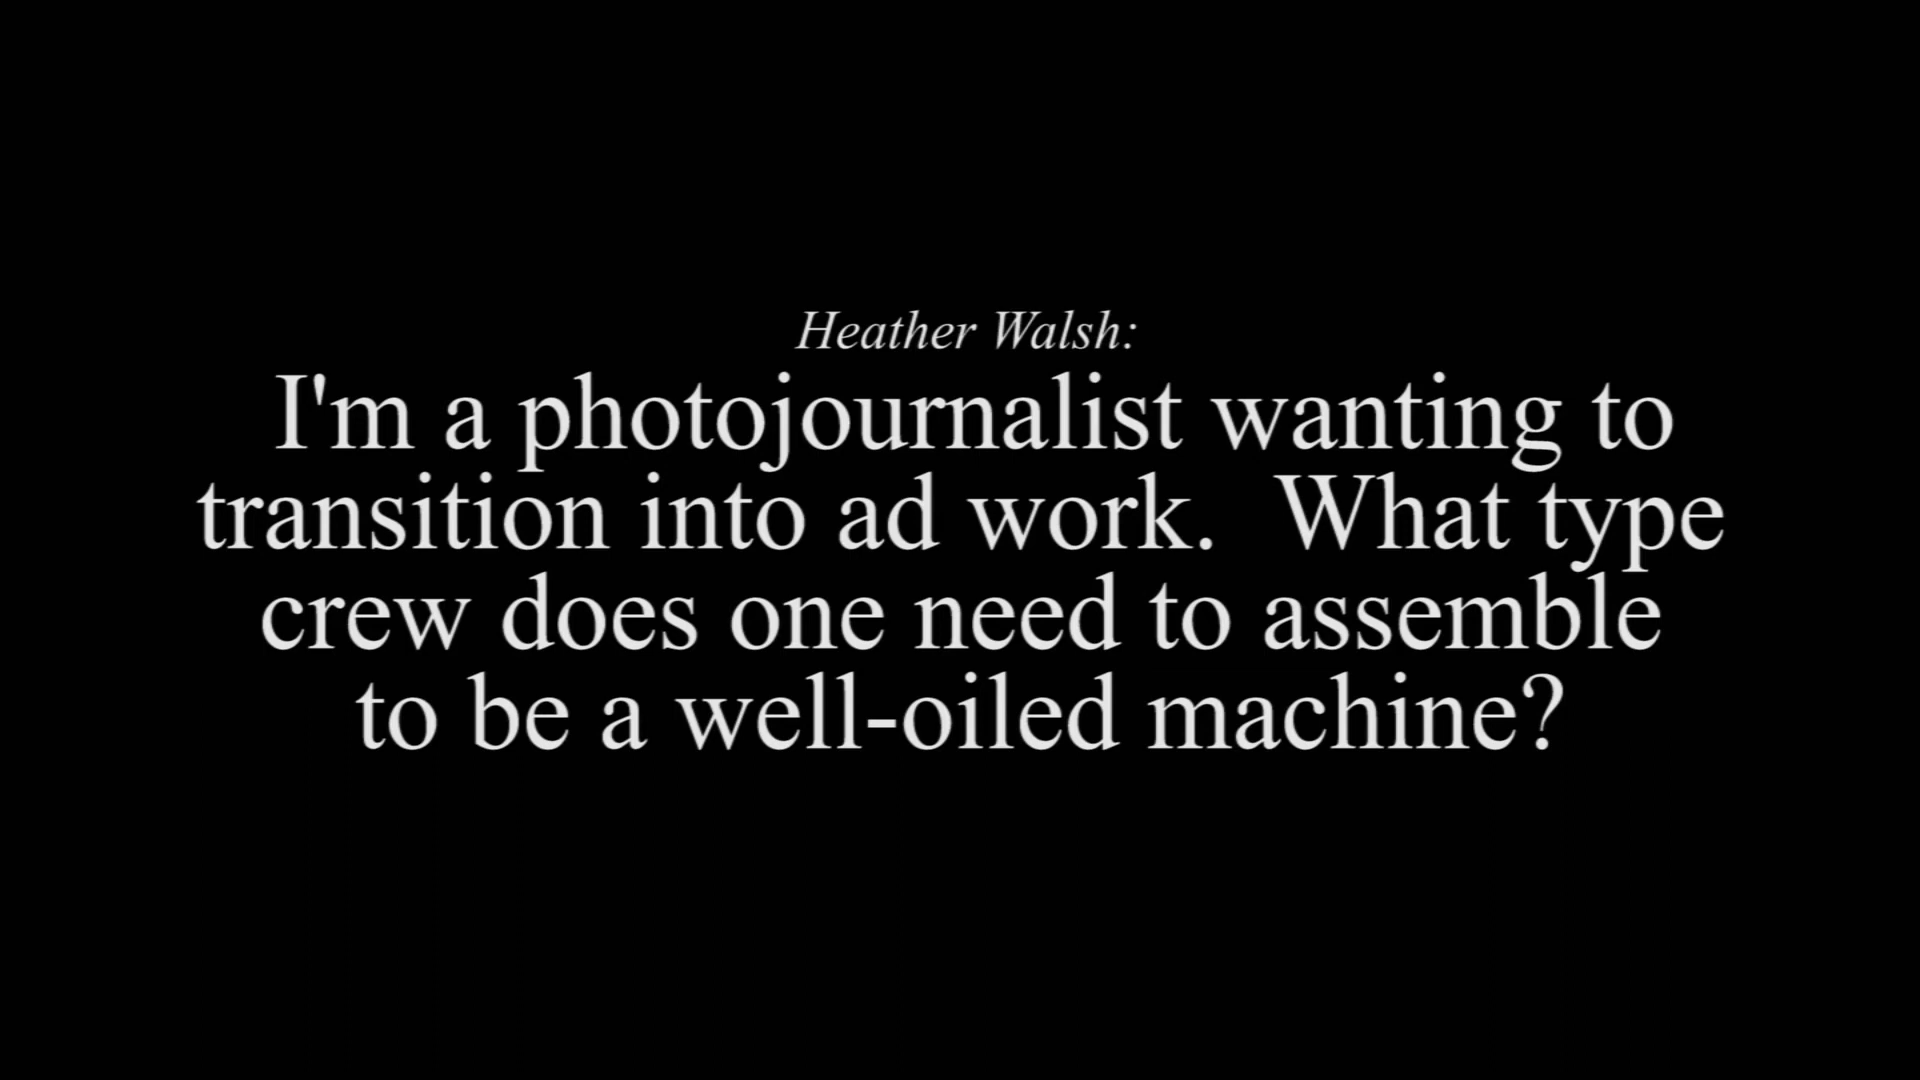 Heather Walsh:
I'm a photojournalist wanting to
transition into ad work.  What type
crew does one need to assemble
to be a well-oiled machine?